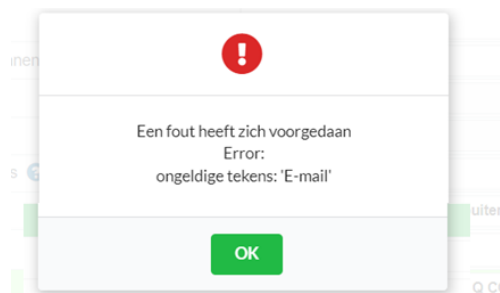 Een fout heeft zich voorgedaan
Error:
ongeldige tekens: 'E-mail'
OK